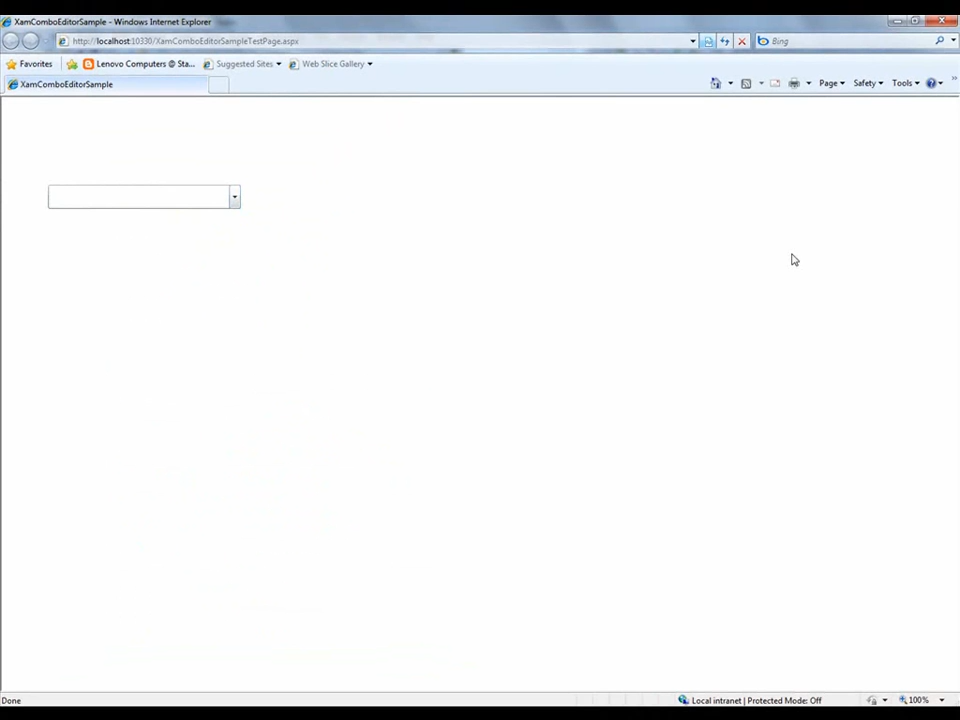 XamComboEditorSample - Windows Internet Explorer
http://localhost:10330/XamComboEditorSampleTestPage.aspx
Bing
Favorites
Lenovo Computers @ Sta...
Suggested Sites
Web Slice Gallery
XamComboEditorSample
Page
Safety
Tools
Done
Local intranet | Protected Mode: Off
100%